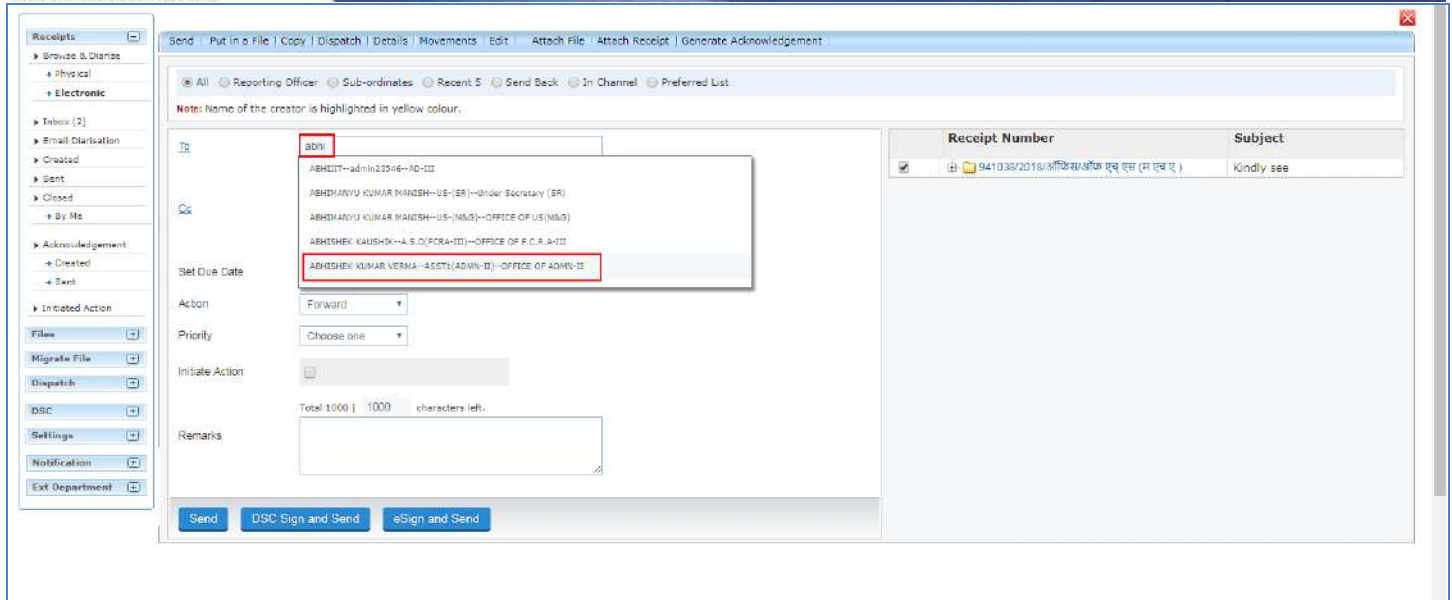 Receipts
Browse & Diarise
Physical
Electronic
Inbox (2)
Email Diarisation
Created
Sent
Closed
By Me
Acknowledgement
Created
Sent
Initiated Action
Files
Migrate File
Dispatch
DSC
Settings
Notification
Ext Department
Send | Put in a File | Copy | Dispatch | Details | Movements | Edit | Attach File | Attach Receipt | Generate Acknowledgement
All Reporting Officer Sub-ordinates Recent 5 Send Back In Channel Preferred List
Note: Name of the creator is highlighted in yellow colour.
To abhi
ABHIJIT--admin23546--AD-III
ABHIMANYU KUMAR MANISH--US-(SR)--Under Secretary (SR)
ABHIMANYU KUMAR MANISH--US-(M&G)--OFFICE OF US(M&G)
ABHISHEK KAUSHIK--A.S.O(FCRA-III)--OFFICE OF F.C.R.A-III
ABHISHEK KUMAR VERMA--ASST1(ADMN-II)--OFFICE OF ADMN-II
Cc
Set Due Date
Action Forward
Priority Choose one
Initiate Action
Total 1000 | 1000 characters left.
Remarks
Send DSC Sign and Send eSign and Send
Receipt Number Subject
941038/2018/ऑफिस/ऑफ एच् एस (म एच ए ) Kindly see